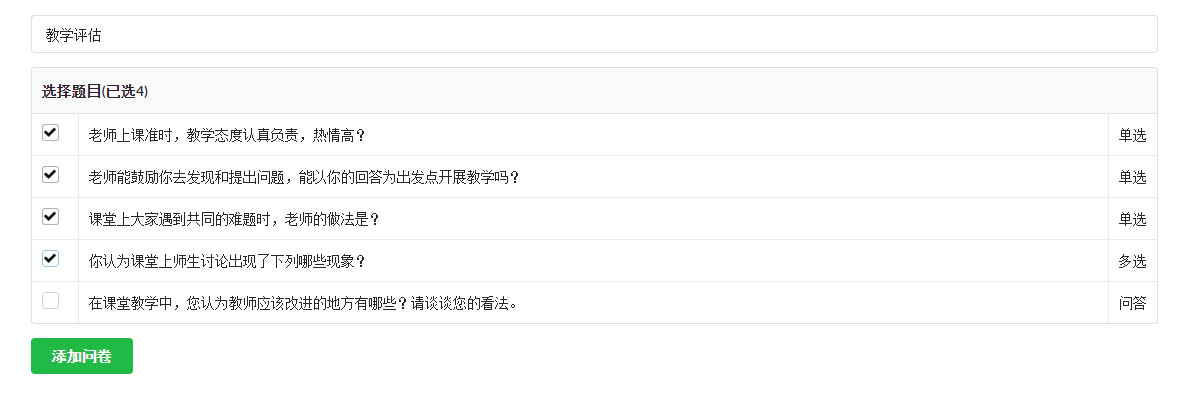 教学评估
选择题目(已选4)
老师上课准时，教学态度认真负责，热情高？ 单选
老师能鼓励你去发现和提出问题，能以你的回答为出发点开展教学吗？ 单选
课堂上大家遇到共同的难题时，老师的做法是？ 单选
你认为课堂上师生讨论出现了下列哪些现象？ 多选
在课堂教学中，您认为教师应该改进的地方有哪些？请谈谈您的看法。 问答
添加问卷